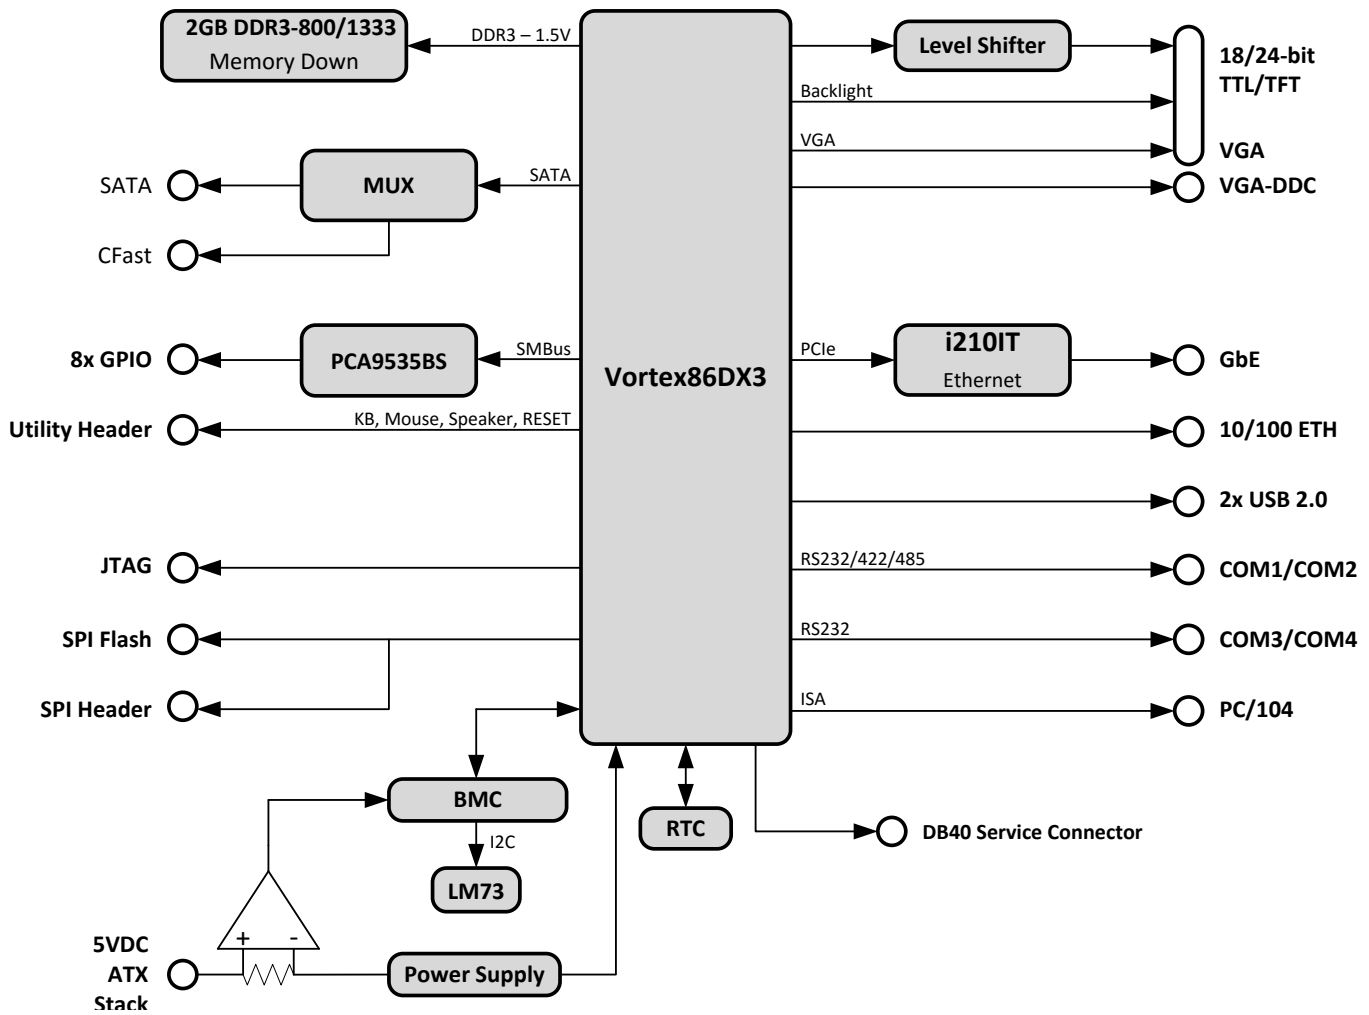 2GB DDR3-800/1333
Memory Down
DDR3 – 1.5V
Level Shifter
18/24-bit
TTL/TFT
Backlight
VGA
VGA
SATA
MUX
SATA
VGA-DDC
CFast
8x GPIO
PCA9535BS
SMBus
Vortex86DX3
PCIe
i210IT
Ethernet
GbE
Utility Header
KB, Mouse, Speaker, RESET
10/100 ETH
2x USB 2.0
JTAG
RS232/422/485
COM1/COM2
SPI Flash
RS232
COM3/COM4
SPI Header
ISA
PC/104
BMC
RTC
DB40 Service Connector
I2C
LM73
+ -
5VDC
ATX
Stack
Power Supply